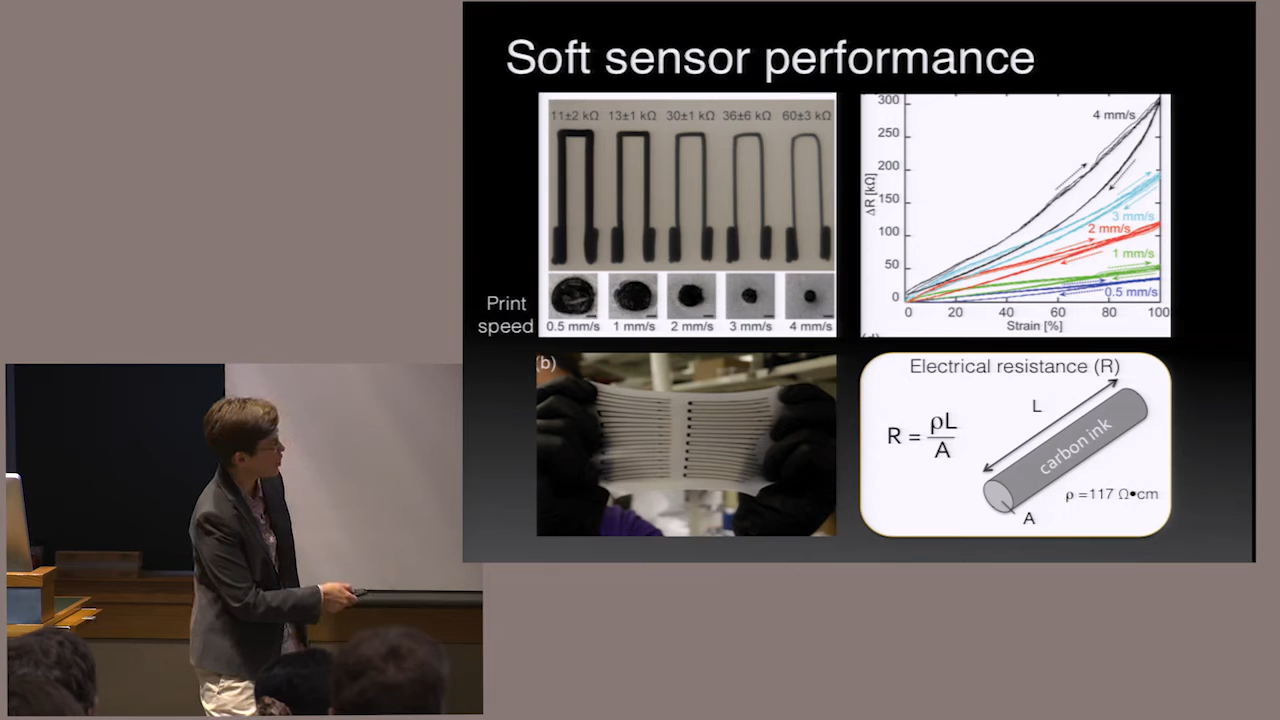 Soft sensor performance
11±2 kΩ 13±1 kΩ 30±1 kΩ 36±6 kΩ 60±3 kΩ
Print
speed
0.5 mm/s 1 mm/s 2 mm/s 3 mm/s 4 mm/s
300
250
200
150
100
50
0
ΔR [kΩ]
4 mm/s
3 mm/s
2 mm/s
1 mm/s
0.5 mm/s
0 20 40 60 80 100
Strain [%]
(b)
Electrical resistance (R)
L
R = ρL
A
carbon ink
ρ =117 Ω•cm
A